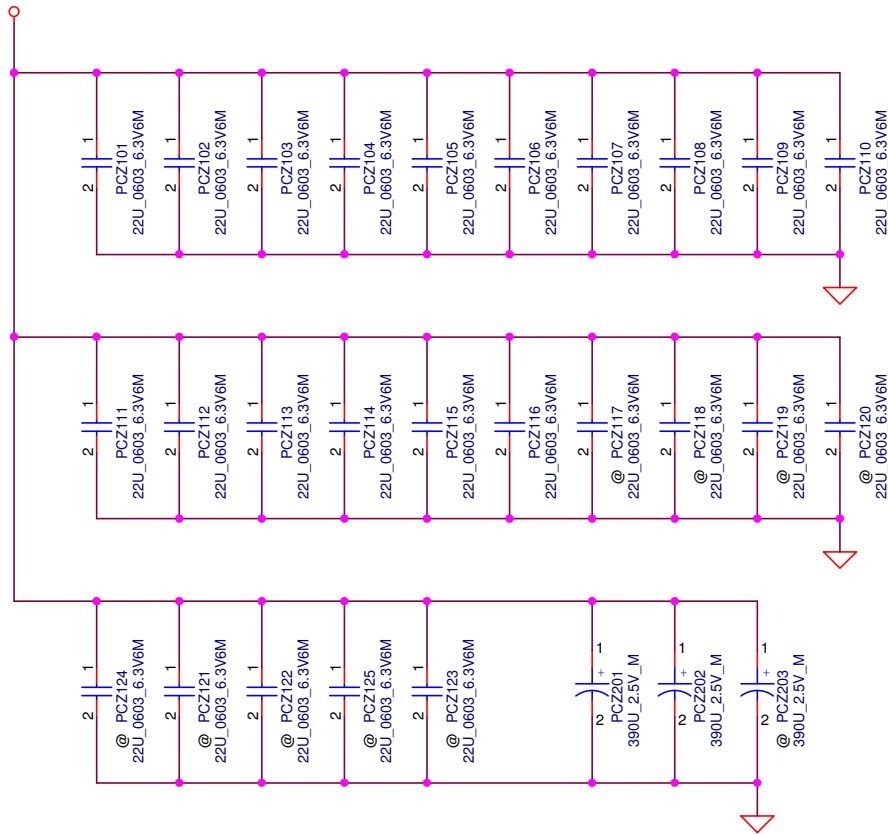 1
2
PCZ101
22U_0603_6.3V6M
1
2
PCZ102
22U_0603_6.3V6M
1
2
PCZ103
22U_0603_6.3V6M
1
2
PCZ104
22U_0603_6.3V6M
1
2
PCZ105
22U_0603_6.3V6M
1
2
PCZ106
22U_0603_6.3V6M
1
2
PCZ107
22U_0603_6.3V6M
1
2
PCZ108
22U_0603_6.3V6M
1
2
PCZ109
22U_0603_6.3V6M
1
2
PCZ110
22U_0603_6.3V6M
1
2
PCZ111
22U_0603_6.3V6M
1
2
PCZ112
22U_0603_6.3V6M
1
2
PCZ113
22U_0603_6.3V6M
1
2
PCZ114
22U_0603_6.3V6M
1
2
PCZ115
22U_0603_6.3V6M
1
2
PCZ116
22U_0603_6.3V6M
1
2
@ PCZ117
22U_0603_6.3V6M
1
2
@ PCZ118
22U_0603_6.3V6M
1
2
@ PCZ119
22U_0603_6.3V6M
1
2
@ PCZ120
22U_0603_6.3V6M
1
2
@ PCZ124
22U_0603_6.3V6M
1
2
@ PCZ121
22U_0603_6.3V6M
1
2
@ PCZ122
22U_0603_6.3V6M
1
2
@ PCZ125
22U_0603_6.3V6M
1
2
@ PCZ123
22U_0603_6.3V6M
1
+
2
PCZ201
390U_2.5V_M
1
+
2
PCZ202
390U_2.5V_M
1
+
2
@ PCZ203
390U_2.5V_M